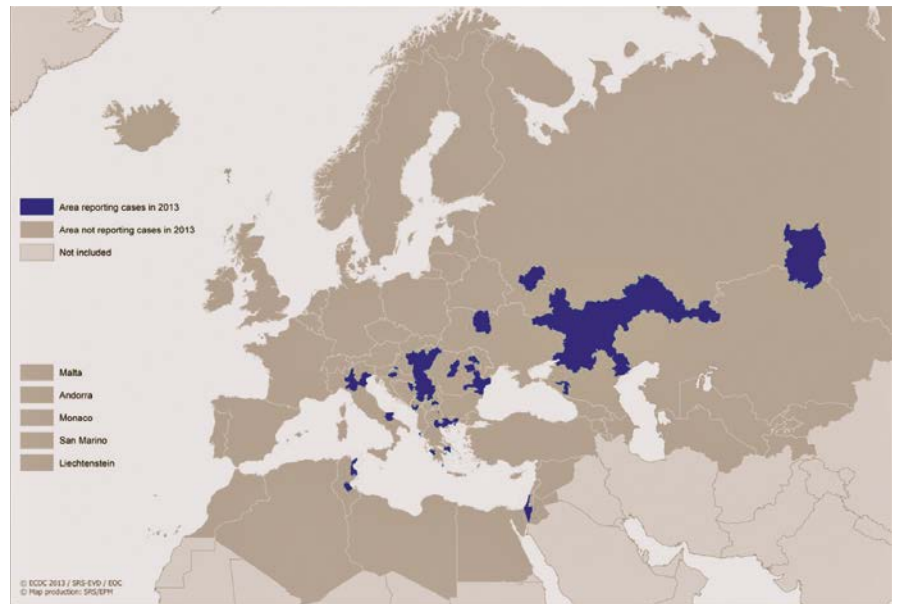 Area reporting cases in 2013
Area not reporting cases in 2013
Not included
Malta
Andorra
Monaco
San Marino
Liechtenstein
© ECDC 2013 / SRS-EVD / EOC
© Map production: SRS/EPM